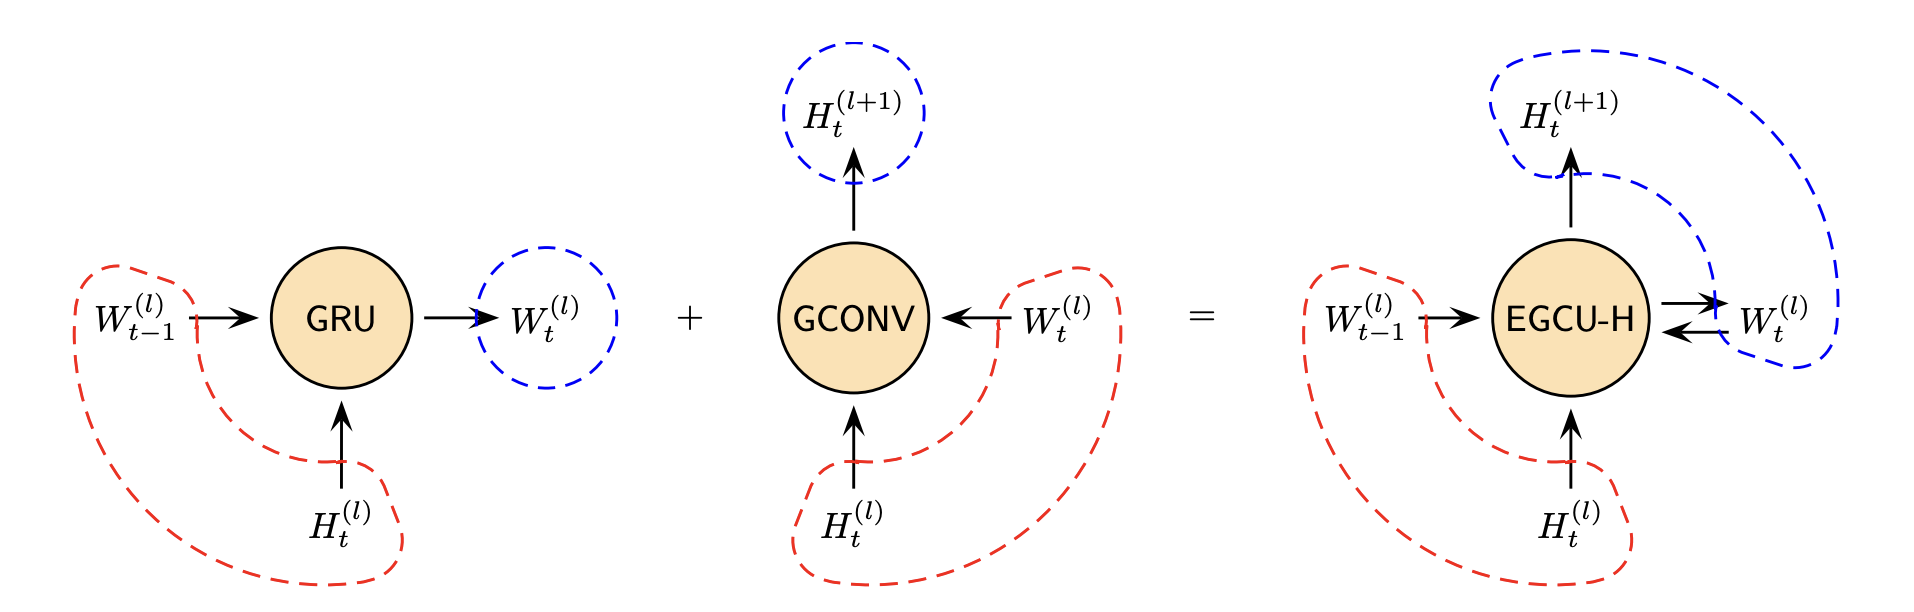 H_t^{(l+1)} H_t^{(l+1)}
W_{t-1}^{(l)} GRU W_t^{(l)} + GCONV W_t^{(l)} = W_{t-1}^{(l)} EGCU-H W_t^{(l)}
H_t^{(l)} H_t^{(l)} H_t^{(l)}